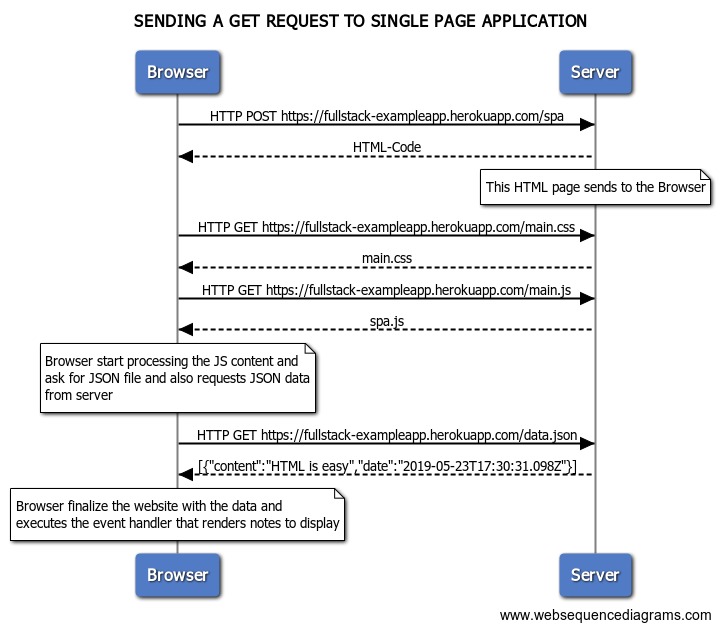 SENDING A GET REQUEST TO SINGLE PAGE APPLICATION
Browser
Server
HTTP POST https://fullstack-exampleapp.herokuapp.com/spa
HTML-Code
This HTML page sends to the Browser
HTTP GET https://fullstack-exampleapp.herokuapp.com/main.css
main.css
HTTP GET https://fullstack-exampleapp.herokuapp.com/main.js
spa.js
Browser start processing the JS content and
ask for JSON file and also requests JSON data
from server
HTTP GET https://fullstack-exampleapp.herokuapp.com/data.json
[{"content":"HTML is easy","date":"2019-05-23T17:30:31.098Z"}]
Browser finalize the website with the data and
executes the event handler that renders notes to display
Browser
Server
www.websequencediagrams.com